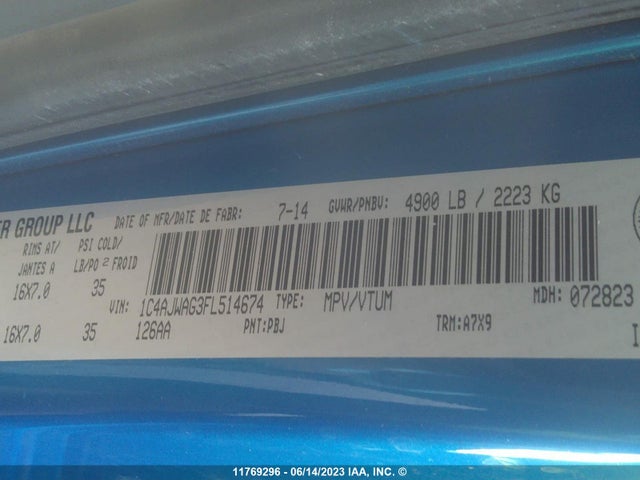 ER GROUP LLC DATE OF MFR/DATE DE FABR: 7-14 GVWR/PNBV: 4900 LB / 2223 KG
RIMS AT/ PSI COLD/
JANTES A LB/PO 2 FROID
16X7.0 35
VIN: 1C4AJWAG3FL514674 TYPE: MPV/VTUM MDH: 072823
16X7.0 35 126AA PNT:PBJ TRM:A7X9
11769296 - 06/14/2023 IAA, INC. ©